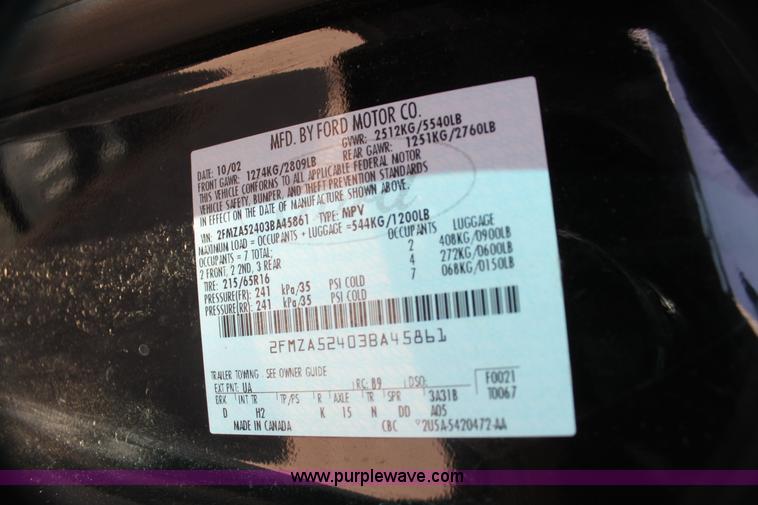 MFD. BY FORD MOTOR CO.
DATE: 10/02 GVWR: 2512KG/5540LB
FRONT GAWR: 1274KG/2809LB REAR GAWR: 1251KG/2760LB
THIS VEHICLE CONFORMS TO ALL APPLICABLE FEDERAL MOTOR
VEHICLE SAFETY, BUMPER, AND THEFT PREVENTION STANDARDS
IN EFFECT ON THE DATE OF MANUFACTURE SHOWN ABOVE.
VIN: 2FMZA52403BA45861 TYPE: MPV
MAXIMUM LOAD = OCCUPANTS + LUGGAGE =544KG/1200LB
OCCUPANTS = 7 TOTAL; OCCUPANTS LUGGAGE
2 FRONT, 2 2ND, 3 REAR 2 408KG/0900LB
TIRE: 215/65R16 4 272KG/0600LB
PRESSURE(FR): 241 kPa/35 PSI COLD 7 068KG/0150LB
PRESSURE(RR): 241 kPa/35 PSI COLD
2FMZA52403BA45861
TRAILER TOWING SEE OWNER GUIDE
EXT PNT: UA RC: B9 DSO: F0021
BRK INT TR TP/PS R AXLE TR SPR 3A31B T0067
D H2 K 15 N DD A05
MADE IN CANADA CBC 2U5A-5420472-AA
www.purplewave.com